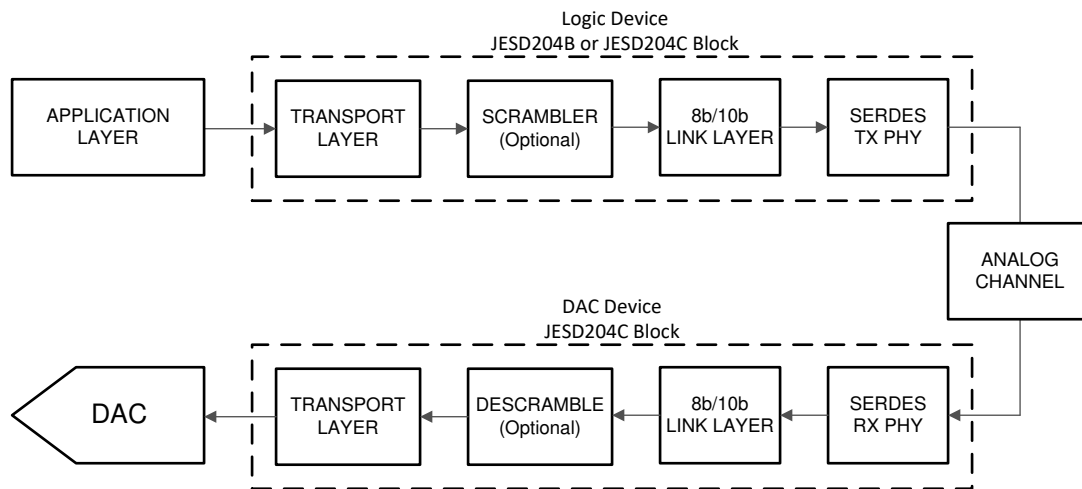 Logic Device
JESD204B or JESD204C Block
APPLICATION
LAYER
TRANSPORT
LAYER
SCRAMBLER
(Optional)
8b/10b
LINK LAYER
SERDES
TX PHY
ANALOG
CHANNEL
DAC Device
JESD204C Block
DAC
TRANSPORT
LAYER
DESCRAMBLE
(Optional)
8b/10b
LINK LAYER
SERDES
RX PHY